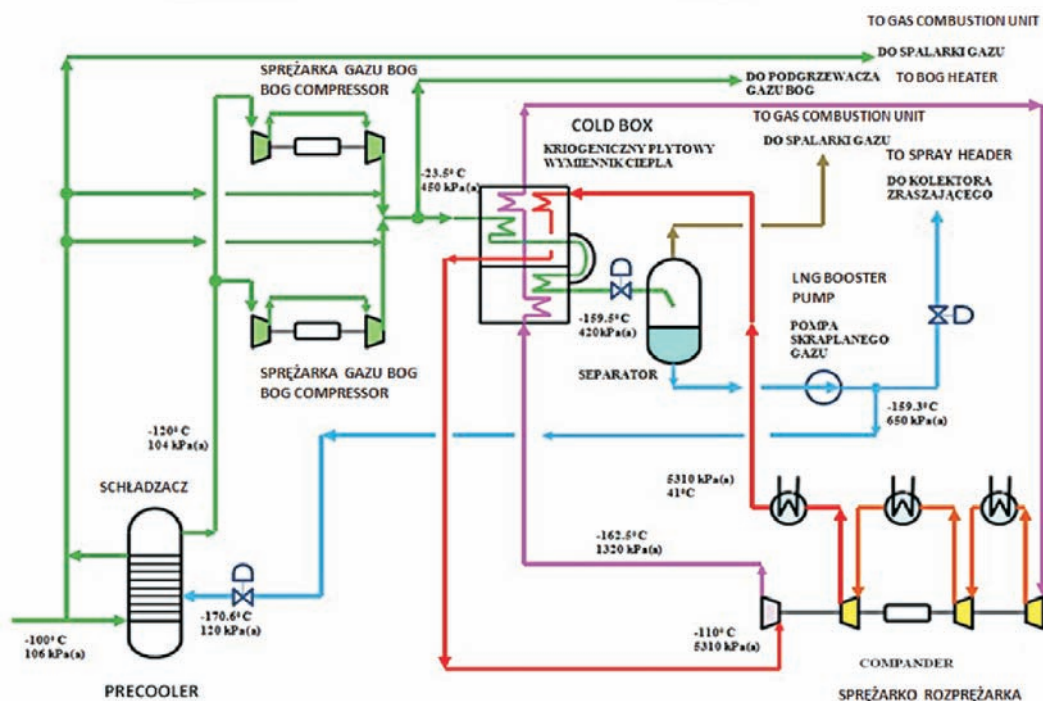 TO GAS COMBUSTION UNIT
DO SPALARKI GAZU
SPRĘŻARKA GAZU BOG
BOG COMPRESSOR
DO PODGRZEWACZA
GAZU BOG
TO BOG HEATER
TO GAS COMBUSTION UNIT
DO SPALARKI GAZU
COLD BOX
KRIOGENICZNY PŁYTOWY
WYMIENNIK CIEPŁA
TO SPRAY HEADER
DO KOLEKTORA
ZRASZAJĄCEGO
-23.5° C
450 kPa(a)
LNG BOOSTER
PUMP
POMPA
SKRAPLANEGO
GAZU
-159.5° C
420kPa(a)
SEPARATOR
SPRĘŻARKA GAZU BOG
BOG COMPRESSOR
-159.3° C
650 kPa(a)
-120° C
104 kPa(a)
SCHŁADZACZ
5310 kPa(a)
41°C
-162.5° C
1320 kPa(a)
-170.6° C
120 kPa(a)
-100° C
106 kPa(a)
-110° C
5310 kPa(a)
PRECOOLER
COMPANDER
SPRĘŻARKO ROZPRĘŻARKA